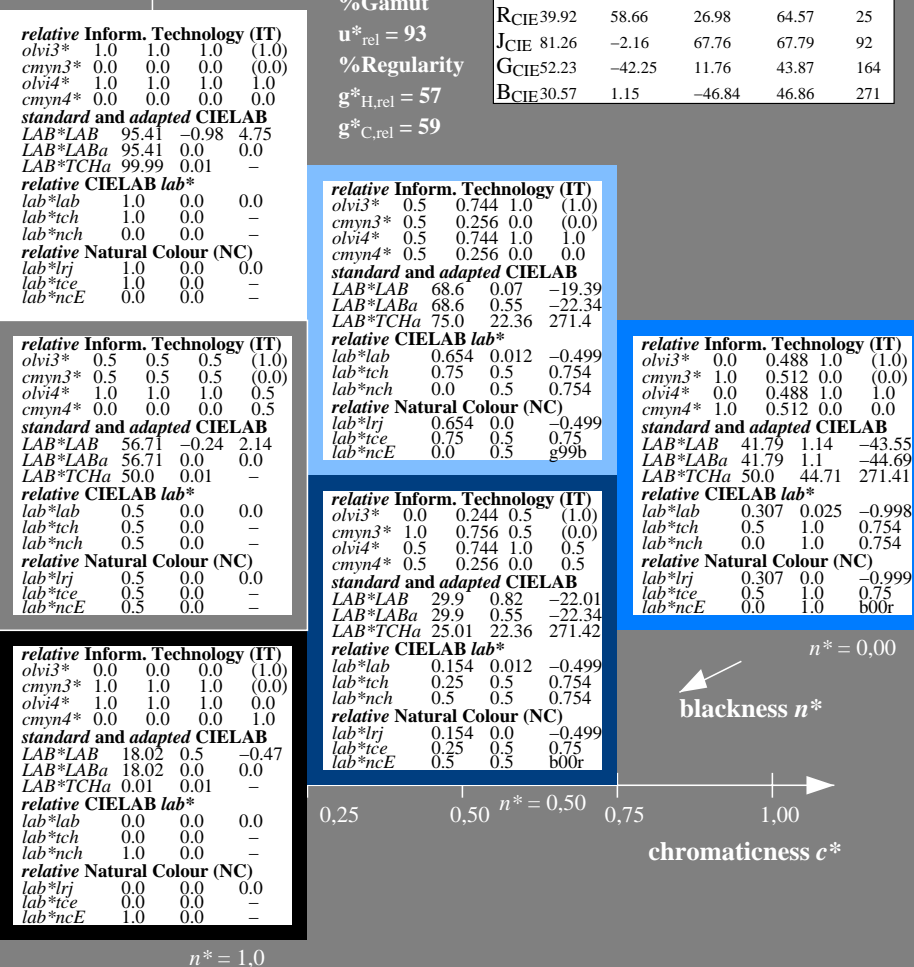 %Gamut
u*rel = 93
%Regularity
g*H,rel = 57
g*C,rel = 59
RCIE 39.92 58.66 26.98 64.57 25
JCIE 81.26 −2.16 67.76 67.79 92
GCIE 52.23 −42.25 11.76 43.87 164
BCIE 30.57 1.15 −46.84 46.86 271
relative Inform. Technology (IT)
olvi3* 1.0 1.0 1.0 (1.0)
cmyn3* 0.0 0.0 0.0 (0.0)
olvi4* 1.0 1.0 1.0 1.0
cmyn4* 0.0 0.0 0.0 0.0
standard and adapted CIELAB
LAB*LAB 95.41 −0.98 4.75
LAB*LABa 95.41 0.0 0.0
LAB*TCHa 99.99 0.01 –
relative CIELAB lab*
lab*lab 1.0 0.0 0.0
lab*tch 1.0 0.0 –
lab*nch 0.0 0.0 –
relative Natural Colour (NC)
lab*lrj 1.0 0.0 0.0
lab*tce 1.0 0.0 –
lab*ncE 0.0 0.0 –
relative Inform. Technology (IT)
olvi3* 0.5 0.744 1.0 (1.0)
cmyn3* 0.5 0.256 0.0 (0.0)
olvi4* 0.5 0.744 1.0 1.0
cmyn4* 0.5 0.256 0.0 0.0
standard and adapted CIELAB
LAB*LAB 68.6 0.07 −19.39
LAB*LABa 68.6 0.55 −22.34
LAB*TCHa 75.0 22.36 271.4
relative CIELAB lab*
lab*lab 0.654 0.012 −0.499
lab*tch 0.75 0.5 0.754
lab*nch 0.0 0.5 0.754
relative Natural Colour (NC)
lab*lrj 0.654 0.0 −0.499
lab*tce 0.75 0.5 0.75
lab*ncE 0.0 0.5 g99b
relative Inform. Technology (IT)
olvi3* 0.5 0.5 0.5 (1.0)
cmyn3* 0.5 0.5 0.5 (0.0)
olvi4* 1.0 1.0 1.0 0.5
cmyn4* 0.0 0.0 0.0 0.5
standard and adapted CIELAB
LAB*LAB 56.71 −0.24 2.14
LAB*LABa 56.71 0.0 0.0
LAB*TCHa 50.0 0.01 –
relative CIELAB lab*
lab*lab 0.5 0.0 0.0
lab*tch 0.5 0.0 –
lab*nch 0.5 0.0 –
relative Natural Colour (NC)
lab*lrj 0.5 0.0 0.0
lab*tce 0.5 0.0 –
lab*ncE 0.5 0.0 –
relative Inform. Technology (IT)
olvi3* 0.0 0.488 1.0 (1.0)
cmyn3* 1.0 0.512 0.0 (0.0)
olvi4* 0.0 0.488 1.0 1.0
cmyn4* 1.0 0.512 0.0 0.0
standard and adapted CIELAB
LAB*LAB 41.79 1.14 −43.55
LAB*LABa 41.79 1.1 −44.69
LAB*TCHa 50.0 44.71 271.41
relative CIELAB lab*
lab*lab 0.307 0.025 −0.998
lab*tch 0.5 1.0 0.754
lab*nch 0.0 1.0 0.754
relative Natural Colour (NC)
lab*lrj 0.307 0.0 −0.999
lab*tce 0.5 1.0 0.75
lab*ncE 0.0 1.0 b00r
relative Inform. Technology (IT)
olvi3* 0.0 0.244 0.5 (1.0)
cmyn3* 1.0 0.756 0.5 (0.0)
olvi4* 0.5 0.744 1.0 0.5
cmyn4* 0.5 0.256 0.0 0.5
standard and adapted CIELAB
LAB*LAB 29.9 0.82 −22.01
LAB*LABa 29.9 0.55 −22.34
LAB*TCHa 25.01 22.36 271.42
relative CIELAB lab*
lab*lab 0.154 0.012 −0.499
lab*tch 0.25 0.5 0.754
lab*nch 0.5 0.5 0.754
relative Natural Colour (NC)
lab*lrj 0.154 0.0 −0.499
lab*tce 0.25 0.5 0.75
lab*ncE 0.5 0.5 b00r
relative Inform. Technology (IT)
olvi3* 0.0 0.0 0.0 (1.0)
cmyn3* 1.0 1.0 1.0 (0.0)
olvi4* 1.0 1.0 1.0 0.0
cmyn4* 0.0 0.0 0.0 1.0
standard and adapted CIELAB
LAB*LAB 18.02 0.5 −0.47
LAB*LABa 18.02 0.0 0.0
LAB*TCHa 0.01 0.01 –
relative CIELAB lab*
lab*lab 0.0 0.0 0.0
lab*tch 0.0 0.0 –
lab*nch 1.0 0.0 –
relative Natural Colour (NC)
lab*lrj 0.0 0.0 0.0
lab*tce 0.0 0.0 –
lab*ncE 1.0 0.0 –
n* = 0,00
blackness n*
n* = 0,50
0,25 0,50 0,75 1,00
chromaticness c*
n* = 1,0